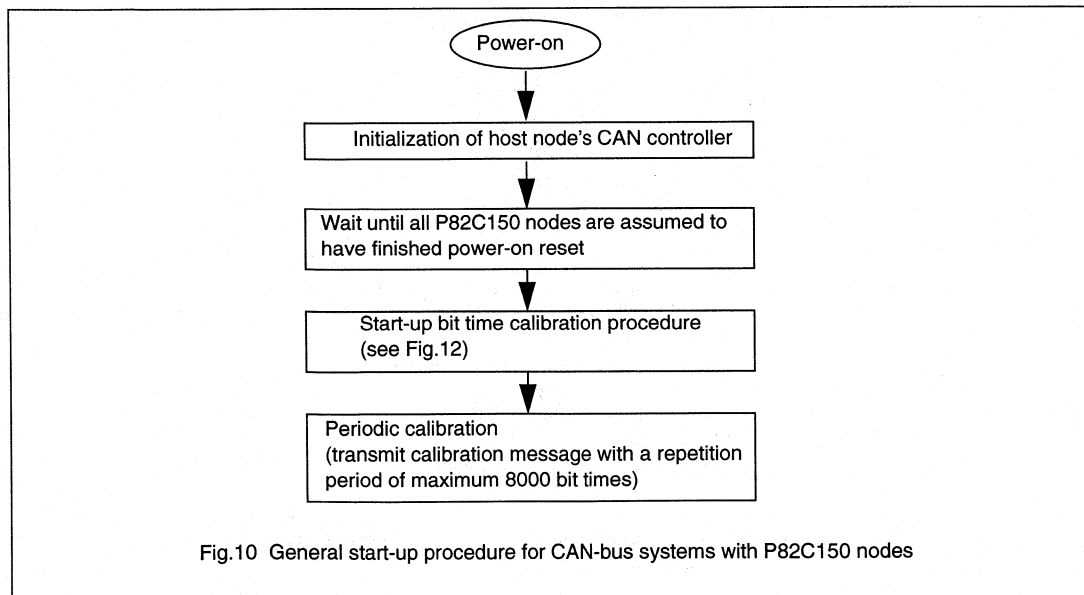 Power-on
Initialization of host node's CAN controller
Wait until all P82C150 nodes are assumed to
have finished power-on reset
Start-up bit time calibration procedure
(see Fig.12)
Periodic calibration
(transmit calibration message with a repetition
period of maximum 8000 bit times)
Fig.10 General start-up procedure for CAN-bus systems with P82C150 nodes